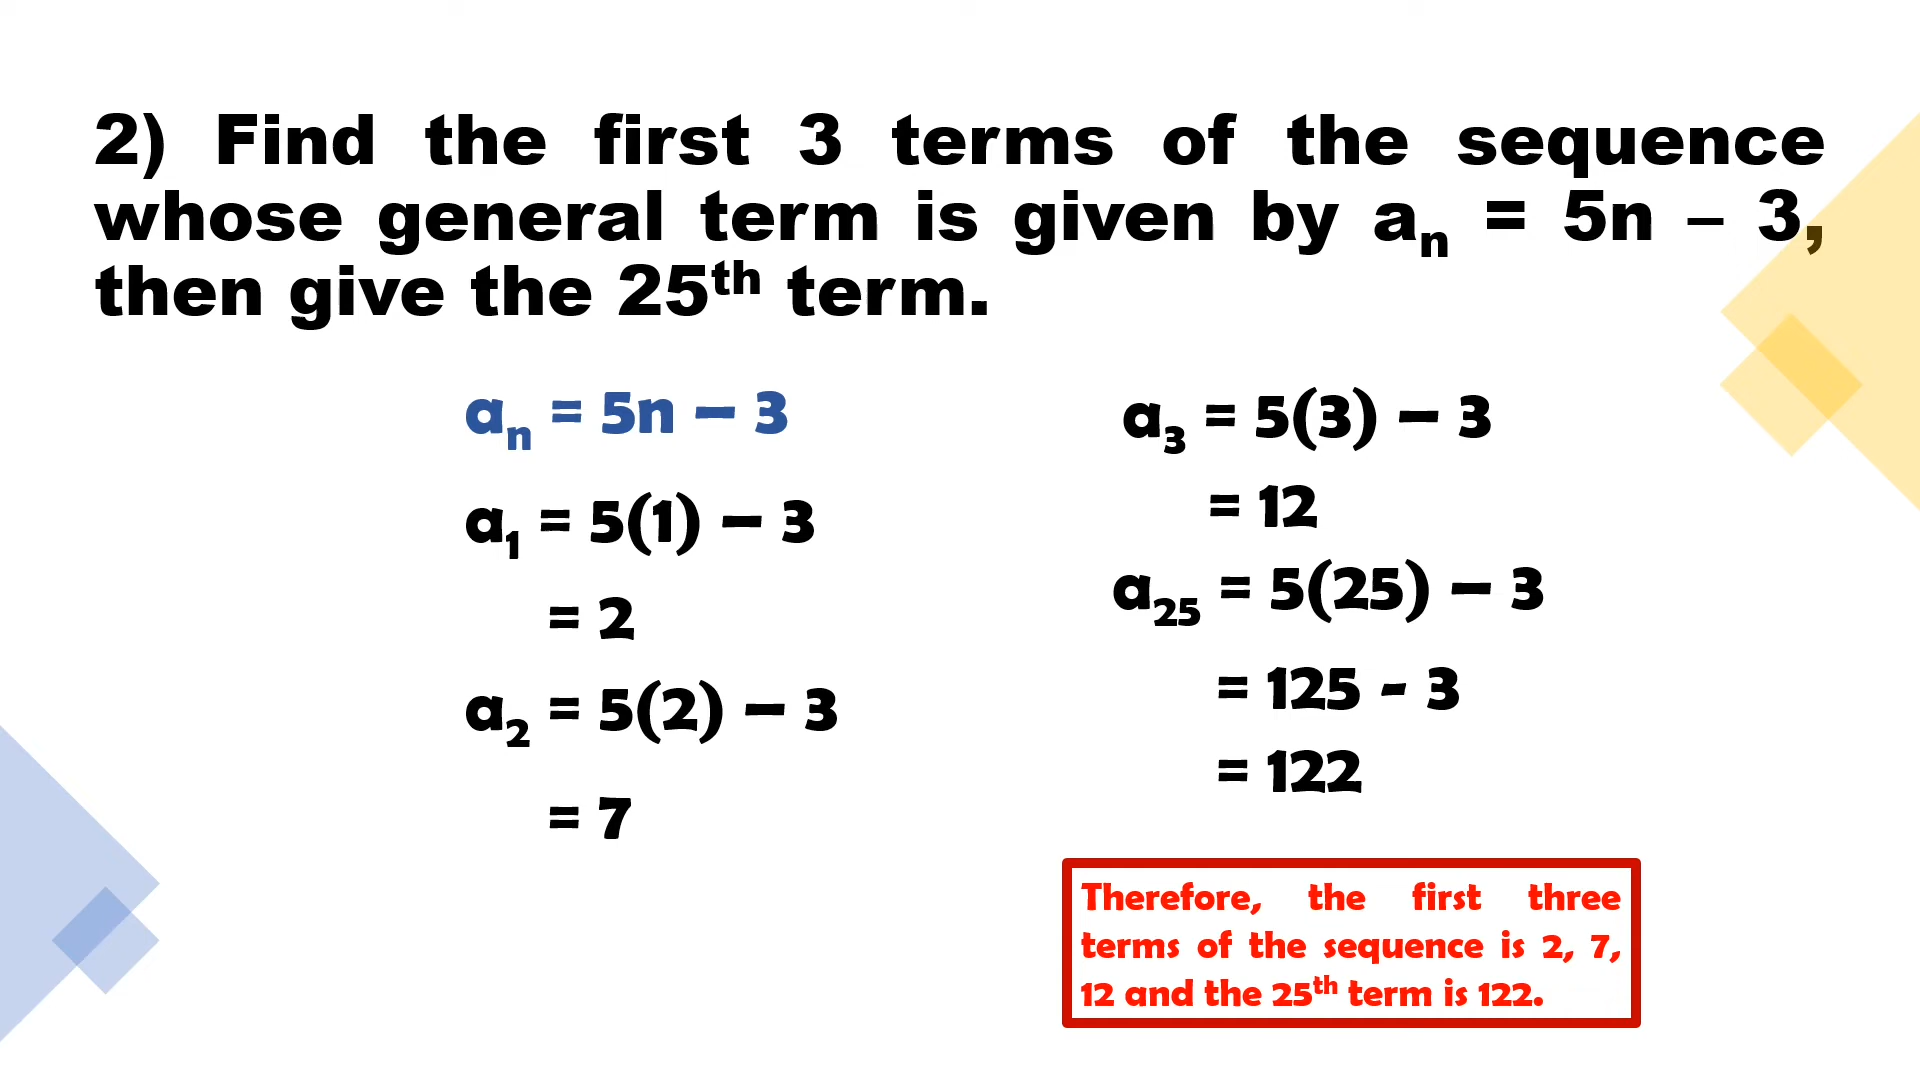 2) Find the first 3 terms of the sequence
whose general term is given by aₙ = 5n – 3,
then give the 25ᵗʰ term.
aₙ = 5n – 3
a₁ = 5(1) – 3
= 2
a₂ = 5(2) – 3
= 7
a₃ = 5(3) – 3
= 12
a₂₅ = 5(25) – 3
= 125 - 3
= 122
Therefore, the first three
terms of the sequence is 2, 7,
12 and the 25ᵗʰ term is 122.